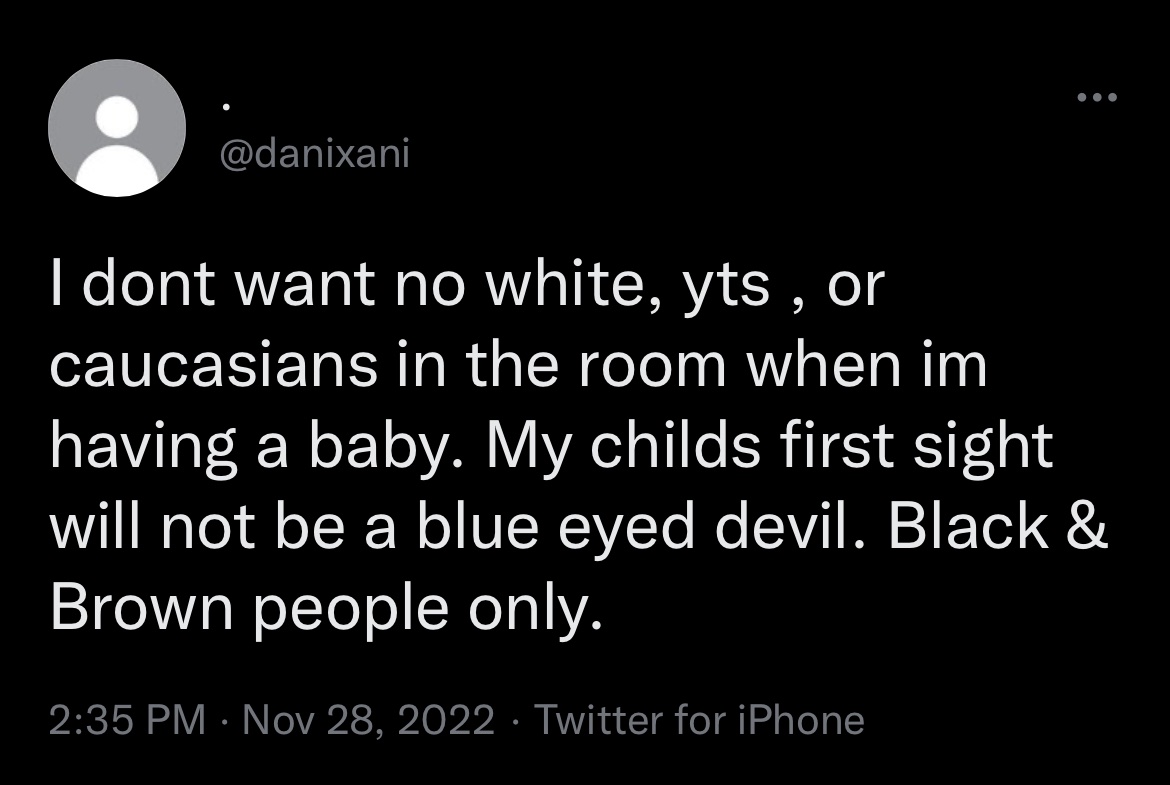 .
@danixani
I dont want no white, yts , or
caucasians in the room when im
having a baby. My childs first sight
will not be a blue eyed devil. Black &
Brown people only.
2:35 PM · Nov 28, 2022 · Twitter for iPhone